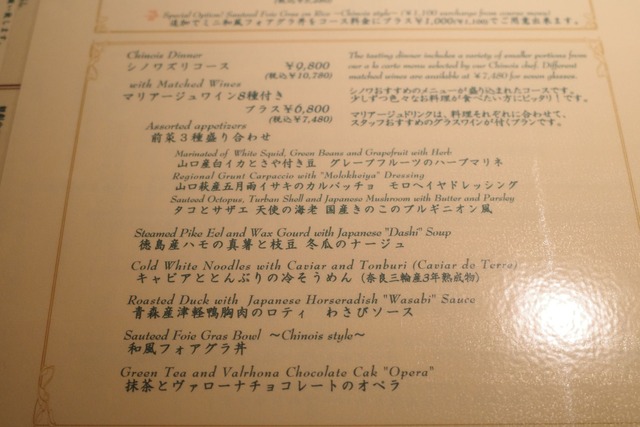 Special Option! Sauteed Foie Gras on Rice ~Chinois style~ (¥1,100 surcharge from course menu)
追加でミニ和風フォアグラ丼をコース料金にプラス¥1,000(¥1,100)でご用意出来ます。
Chinois Dinner
シノワズリコース ¥9,800
(税込¥10,780)
with Matched Wines
マリアージュワイン8種付き
プラス¥6,800
(税込¥7,480)
The tasting dinner includes a variety of smaller portions from
our a la carte menu selected by our Chinois chef. Different
matched wines are available at ¥7,480 for seven glasses.
シノワおすすめのメニューが盛り込まれたコースです。
少しずつ色々なお料理が食べたい方にピッタリ!です。
マリアージュドリンクは、料理それぞれに合わせて、
スタッフおすすめのグラスワインが付くプランです。
Assorted appetizers
前菜3種盛り合わせ
Marinated of White Squid, Green Beans and Grapefruit with Herb
山口産白イカとさや付き豆 グレープフルーツのハーブマリネ
Regional Grunt Carpaccio with "Molokheiya" Dressing
山口萩産五月雨イサキのカルパッチョ モロヘイヤドレッシング
Sauteed Octopus, Turban Shell and Japanese Mushroom with Butter and Parsley
タコとサザエ 天使の海老 国産きのこのブルギニオン風
Steamed Pike Eel and Wax Gourd with Japanese "Dashi" Soup
徳島産ハモの真薯と枝豆 冬瓜のナージュ
Cold White Noodles with Caviar and Tonburi (Caviar de Terre)
キャビアととんぶりの冷そうめん (奈良三輪産3年熟成物)
Roasted Duck with Japanese Horseradish "Wasabi" Sauce
青森産津軽鴨胸肉のロティ わさびソース
Sauteed Foie Gras Bowl ~Chinois style~
和風フォアグラ丼
Green Tea and Valrhona Chocolate Cak "Opera"
抹茶とヴァローナチョコレートのオペラ